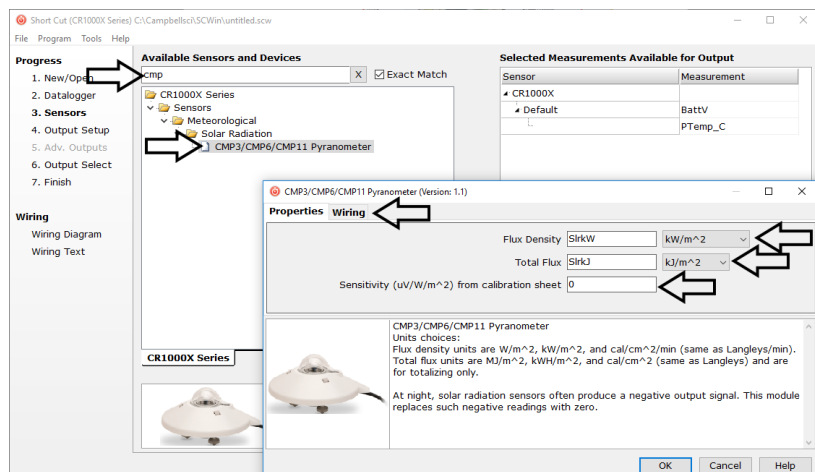 Short Cut (CR1000X Series) C:\Campbellsci\SCWin\untitled.scw
File Program Tools Help
Progress
1. New/Open
2. Datalogger
3. Sensors
4. Output Setup
5. Adv. Outputs
6. Output Select
7. Finish
Wiring
Wiring Diagram
Wiring Text
Available Sensors and Devices
cmp X Exact Match
CR1000X Series
Sensors
Meteorological
Solar Radiation
CMP3/CMP6/CMP11 Pyranometer
CR1000X Series
Selected Measurements Available for Output
Sensor Measurement
CR1000X
Default BattV
PTemp_C
CMP3/CMP6/CMP11 Pyranometer (Version: 1.1)
Properties Wiring
Flux Density SlrkW kW/m^2
Total Flux SlrkJ kJ/m^2
Sensitivity (uV/W/m^2) from calibration sheet 0
CMP3/CMP6/CMP11 Pyranometer
Units choices:
Flux density units are W/m^2, kW/m^2, and cal/cm^2/min (same as Langleys/min).
Total flux units are MJ/m^2, kWH/m^2, and cal/cm^2 (same as Langleys) and are
for totalizing only.
At night, solar radiation sensors often produce a negative output signal. This module
replaces such negative readings with zero.
OK Cancel Help